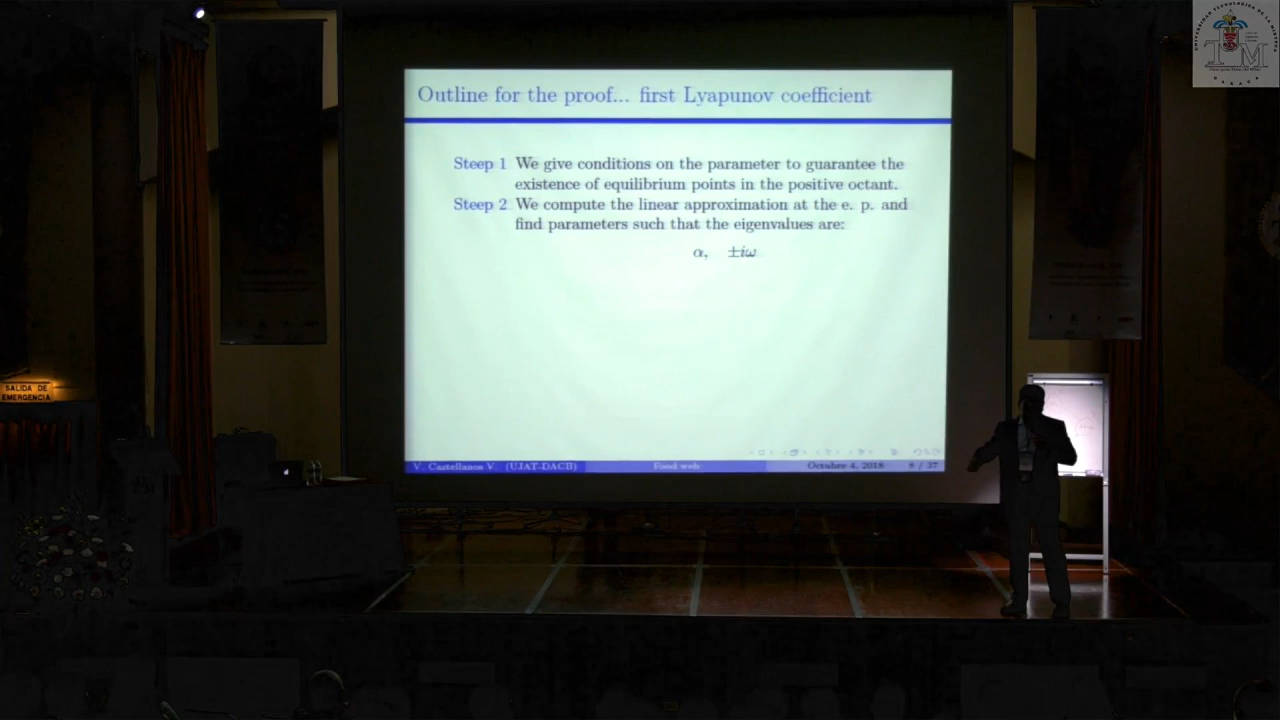 Outline for the proof... first Lyapunov coefficient
Steep 1 We give conditions on the parameter to guarantee the
existence of equilibrium points in the positive octant.
Steep 2 We compute the linear approximation at the e. p. and
find parameters such that the eigenvalues are:
α, ±iω
V. Castellanos V. (UJAT-DACB) Food web Octubre 4, 2018 8 / 37
SALIDA DE
EMERGENCIA